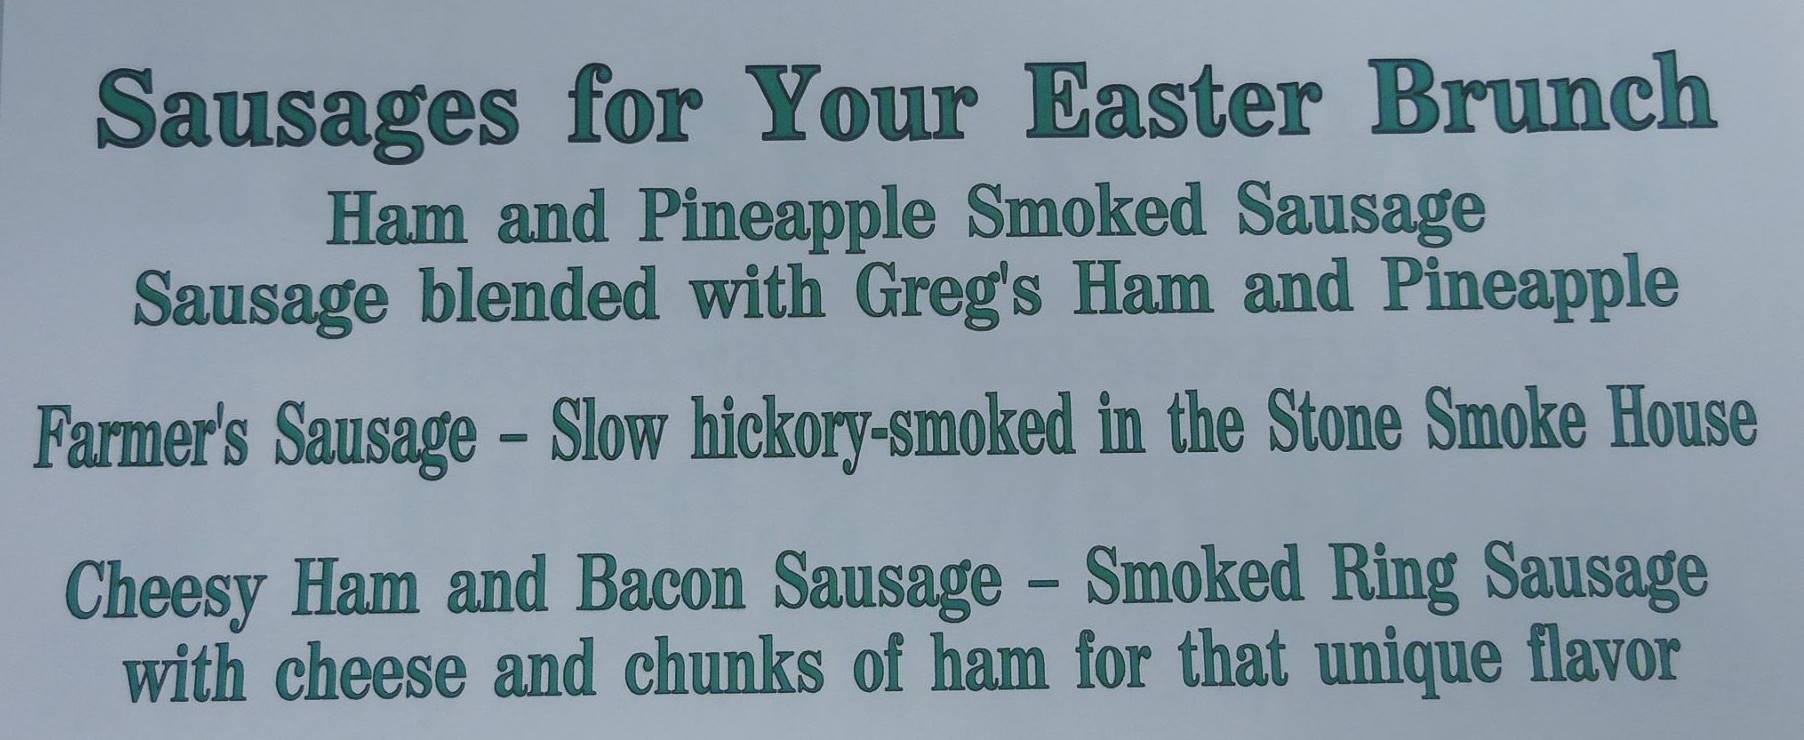 Sausages for Your Easter Brunch
Ham and Pineapple Smoked Sausage
Sausage blended with Greg's Ham and Pineapple
Farmer's Sausage – Slow hickory-smoked in the Stone Smoke House
Cheesy Ham and Bacon Sausage – Smoked Ring Sausage
with cheese and chunks of ham for that unique flavor